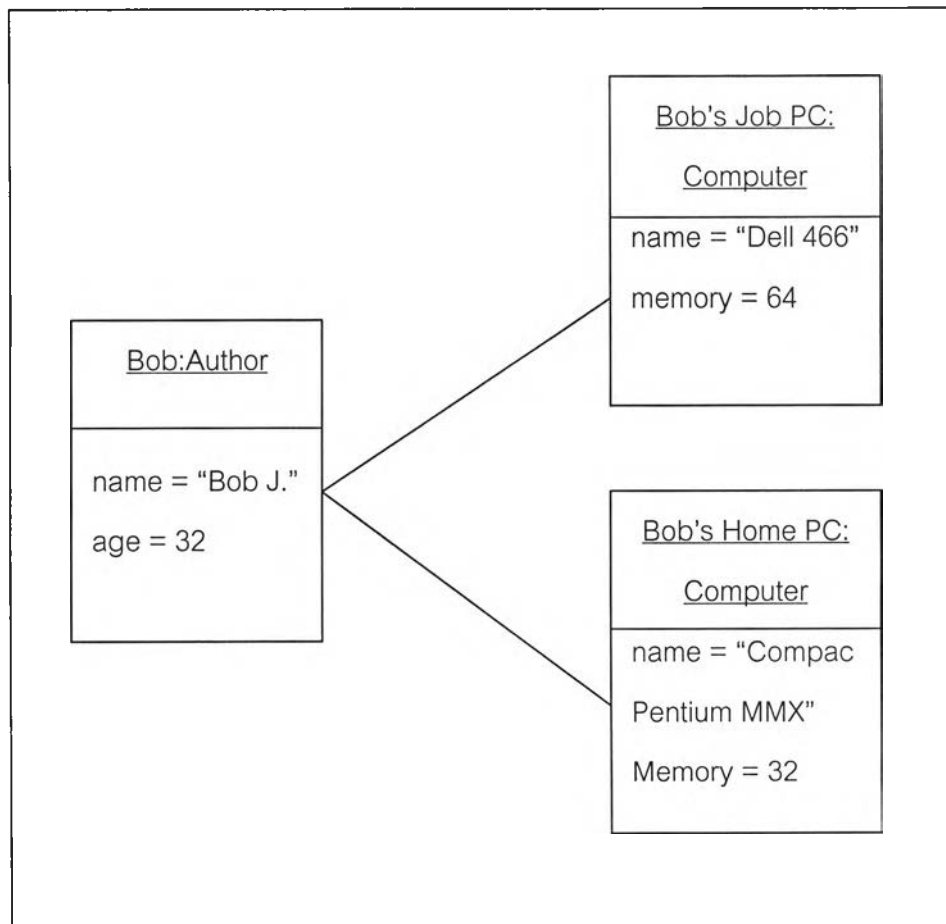 Bob's Job PC:
Computer
name = “Dell 466”
memory = 64
Bob:Author
name = “Bob J.”
age = 32
Bob's Home PC:
Computer
name = “Compac
Pentium MMX”
Memory = 32